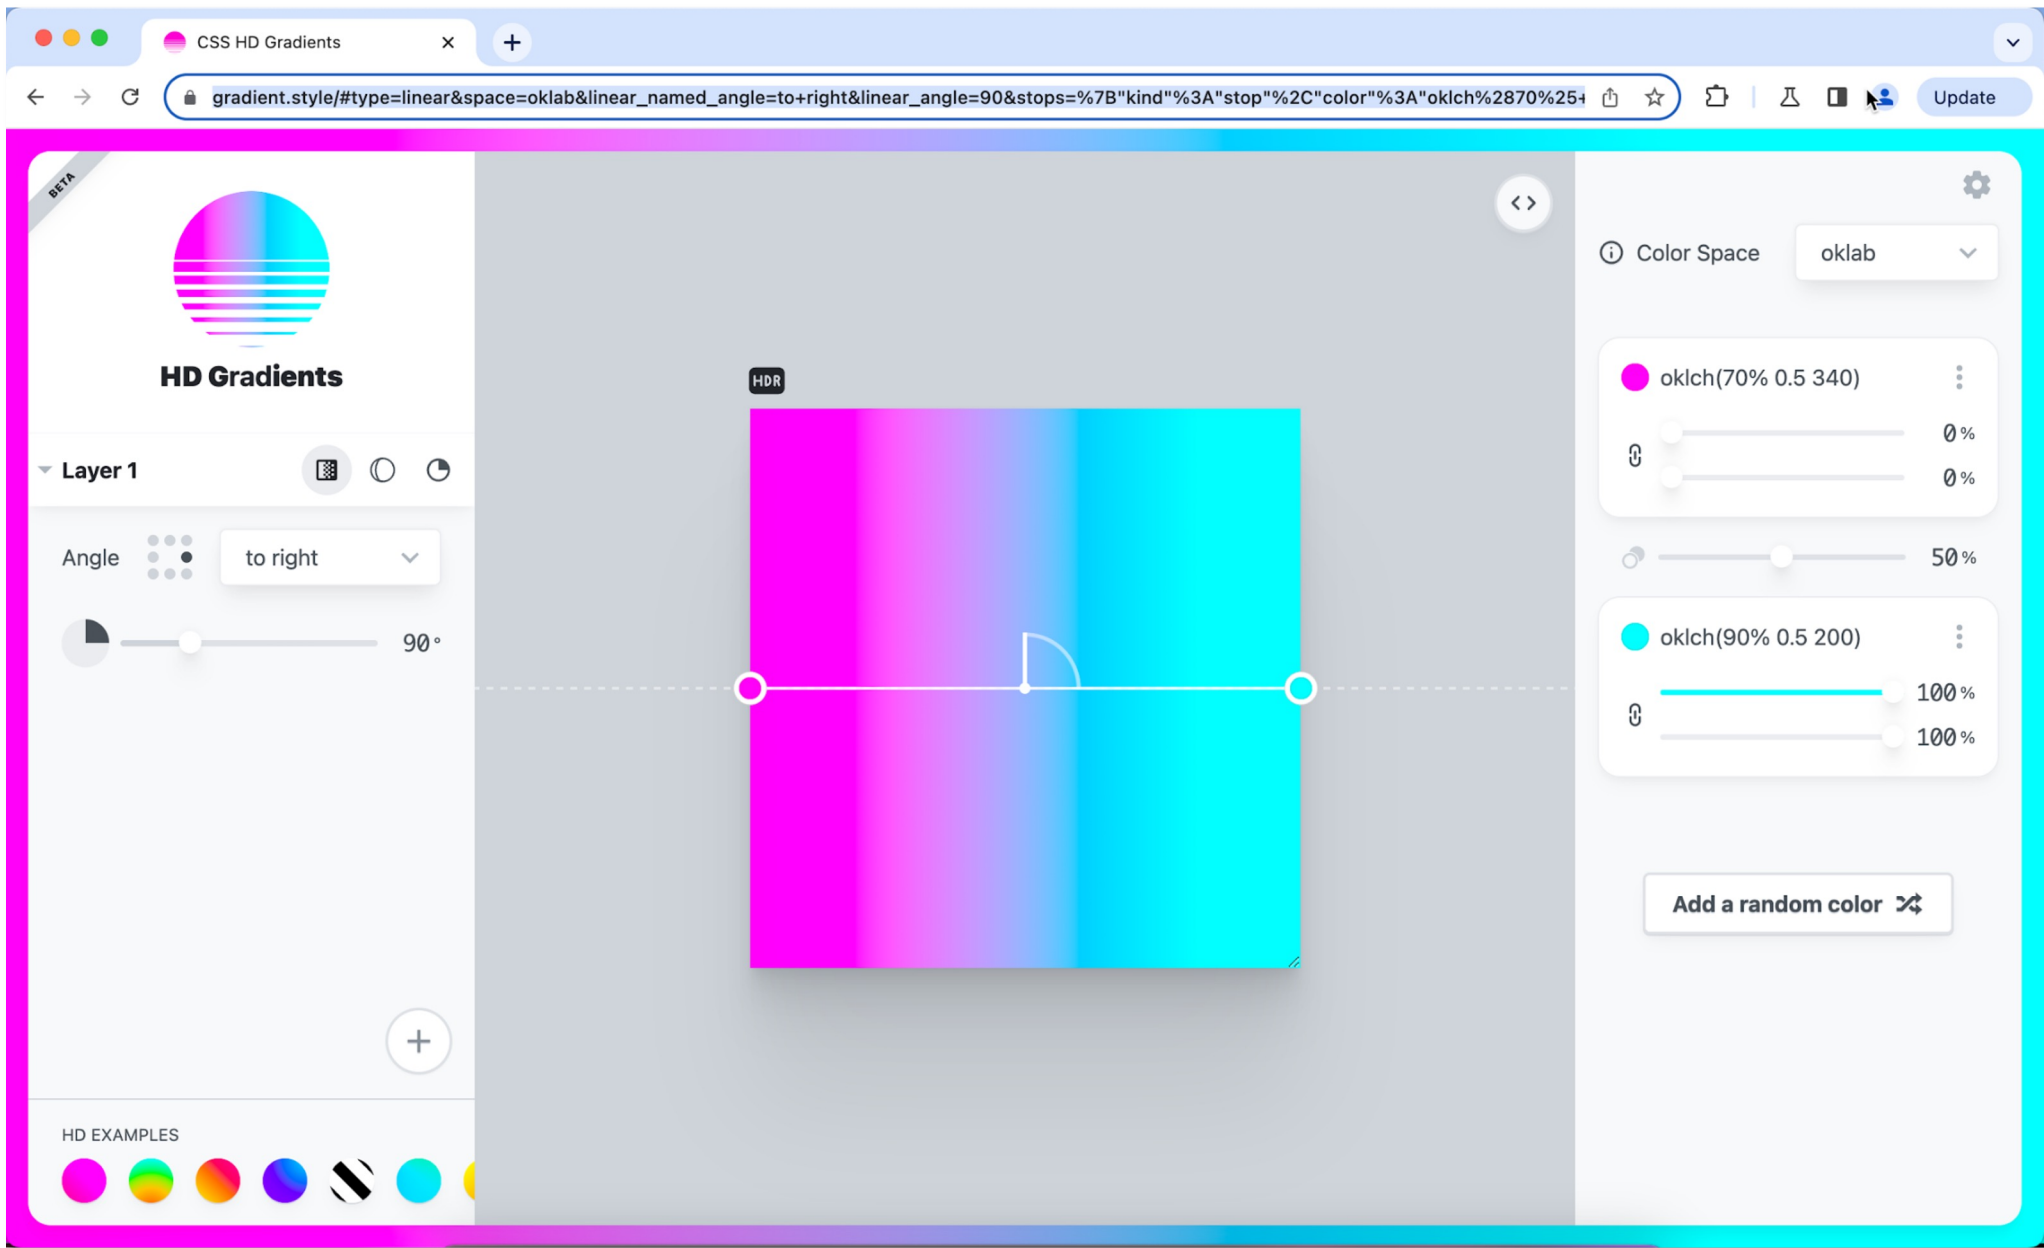 CSS HD Gradients
gradient.style/#type=linear&space=oklab&linear_named_angle=to+right&linear_angle=90&stops=%7B"kind"%3A"stop"%2C"color"%3A"oklch%2870%25+
Update
BETA
HD Gradients
Layer 1
Angle
to right
90°
HD EXAMPLES
HDR
Color Space
oklab
oklch(70% 0.5 340)
0%
0%
50%
oklch(90% 0.5 200)
100%
100%
Add a random color